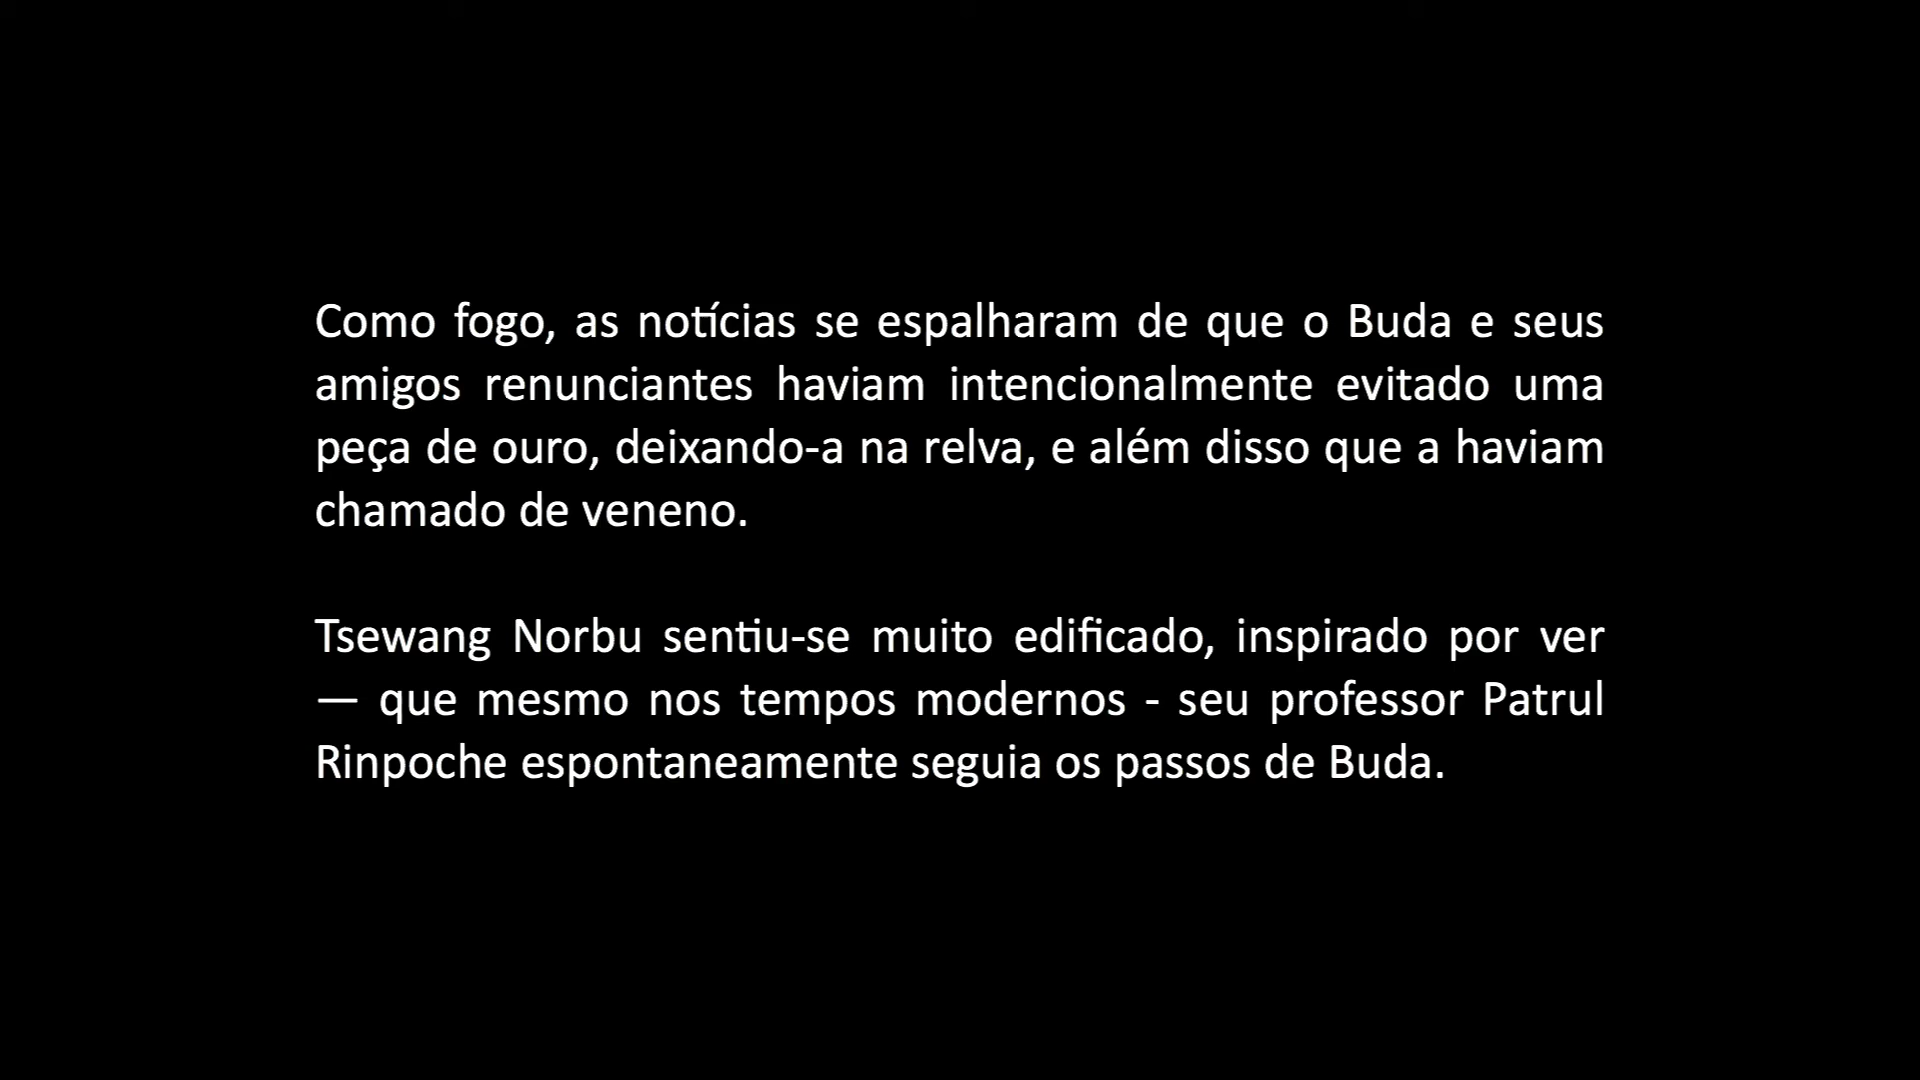 Como fogo, as notícias se espalharam de que o Buda e seus
amigos renunciantes haviam intencionalmente evitado uma
peça de ouro, deixando-a na relva, e além disso que a haviam
chamado de veneno.
Tsewang Norbu sentiu-se muito edificado, inspirado por ver
— que mesmo nos tempos modernos - seu professor Patrul
Rinpoche espontaneamente seguia os passos de Buda.